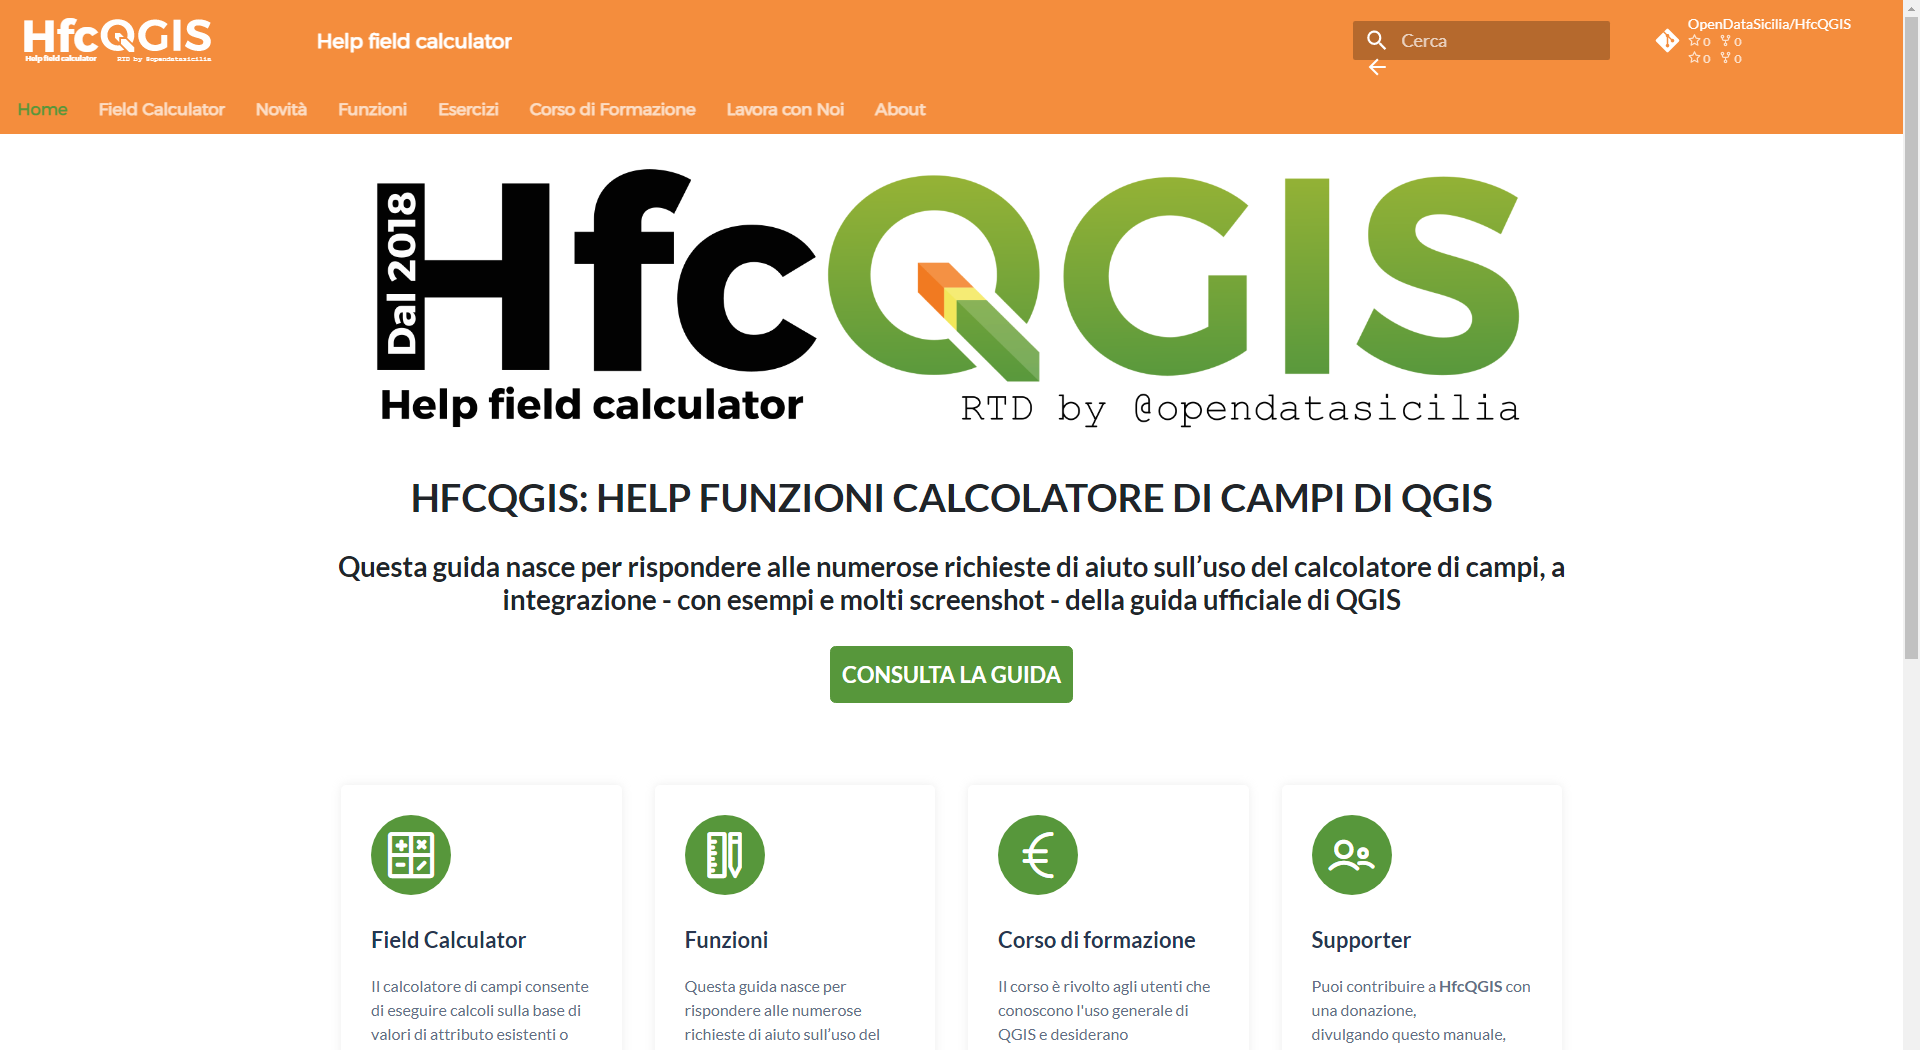 HfcQGIS
Help field calculator
RTD by @opendatasicilia
Help field calculator
Cerca
OpenDataSicilia/HfcQGIS
0 0
0 0
Home Field Calculator Novità Funzioni Esercizi Corso di Formazione Lavora con Noi About
Dal 2018
HfcQGIS
Help field calculator
RTD by @opendatasicilia
HFCQGIS: HELP FUNZIONI CALCOLATORE DI CAMPI DI QGIS
Questa guida nasce per rispondere alle numerose richieste di aiuto sull’uso del calcolatore di campi, a
integrazione - con esempi e molti screenshot - della guida ufficiale di QGIS
CONSULTA LA GUIDA
Field Calculator
Il calcolatore di campi consente
di eseguire calcoli sulla base di
valori di attributo esistenti o
Funzioni
Questa guida nasce per
rispondere alle numerose
richieste di aiuto sull’uso del
Corso di formazione
Il corso è rivolto agli utenti che
conoscono l'uso generale di
QGIS e desiderano
Supporter
Puoi contribuire a HfcQGIS con
una donazione,
divulgando questo manuale,